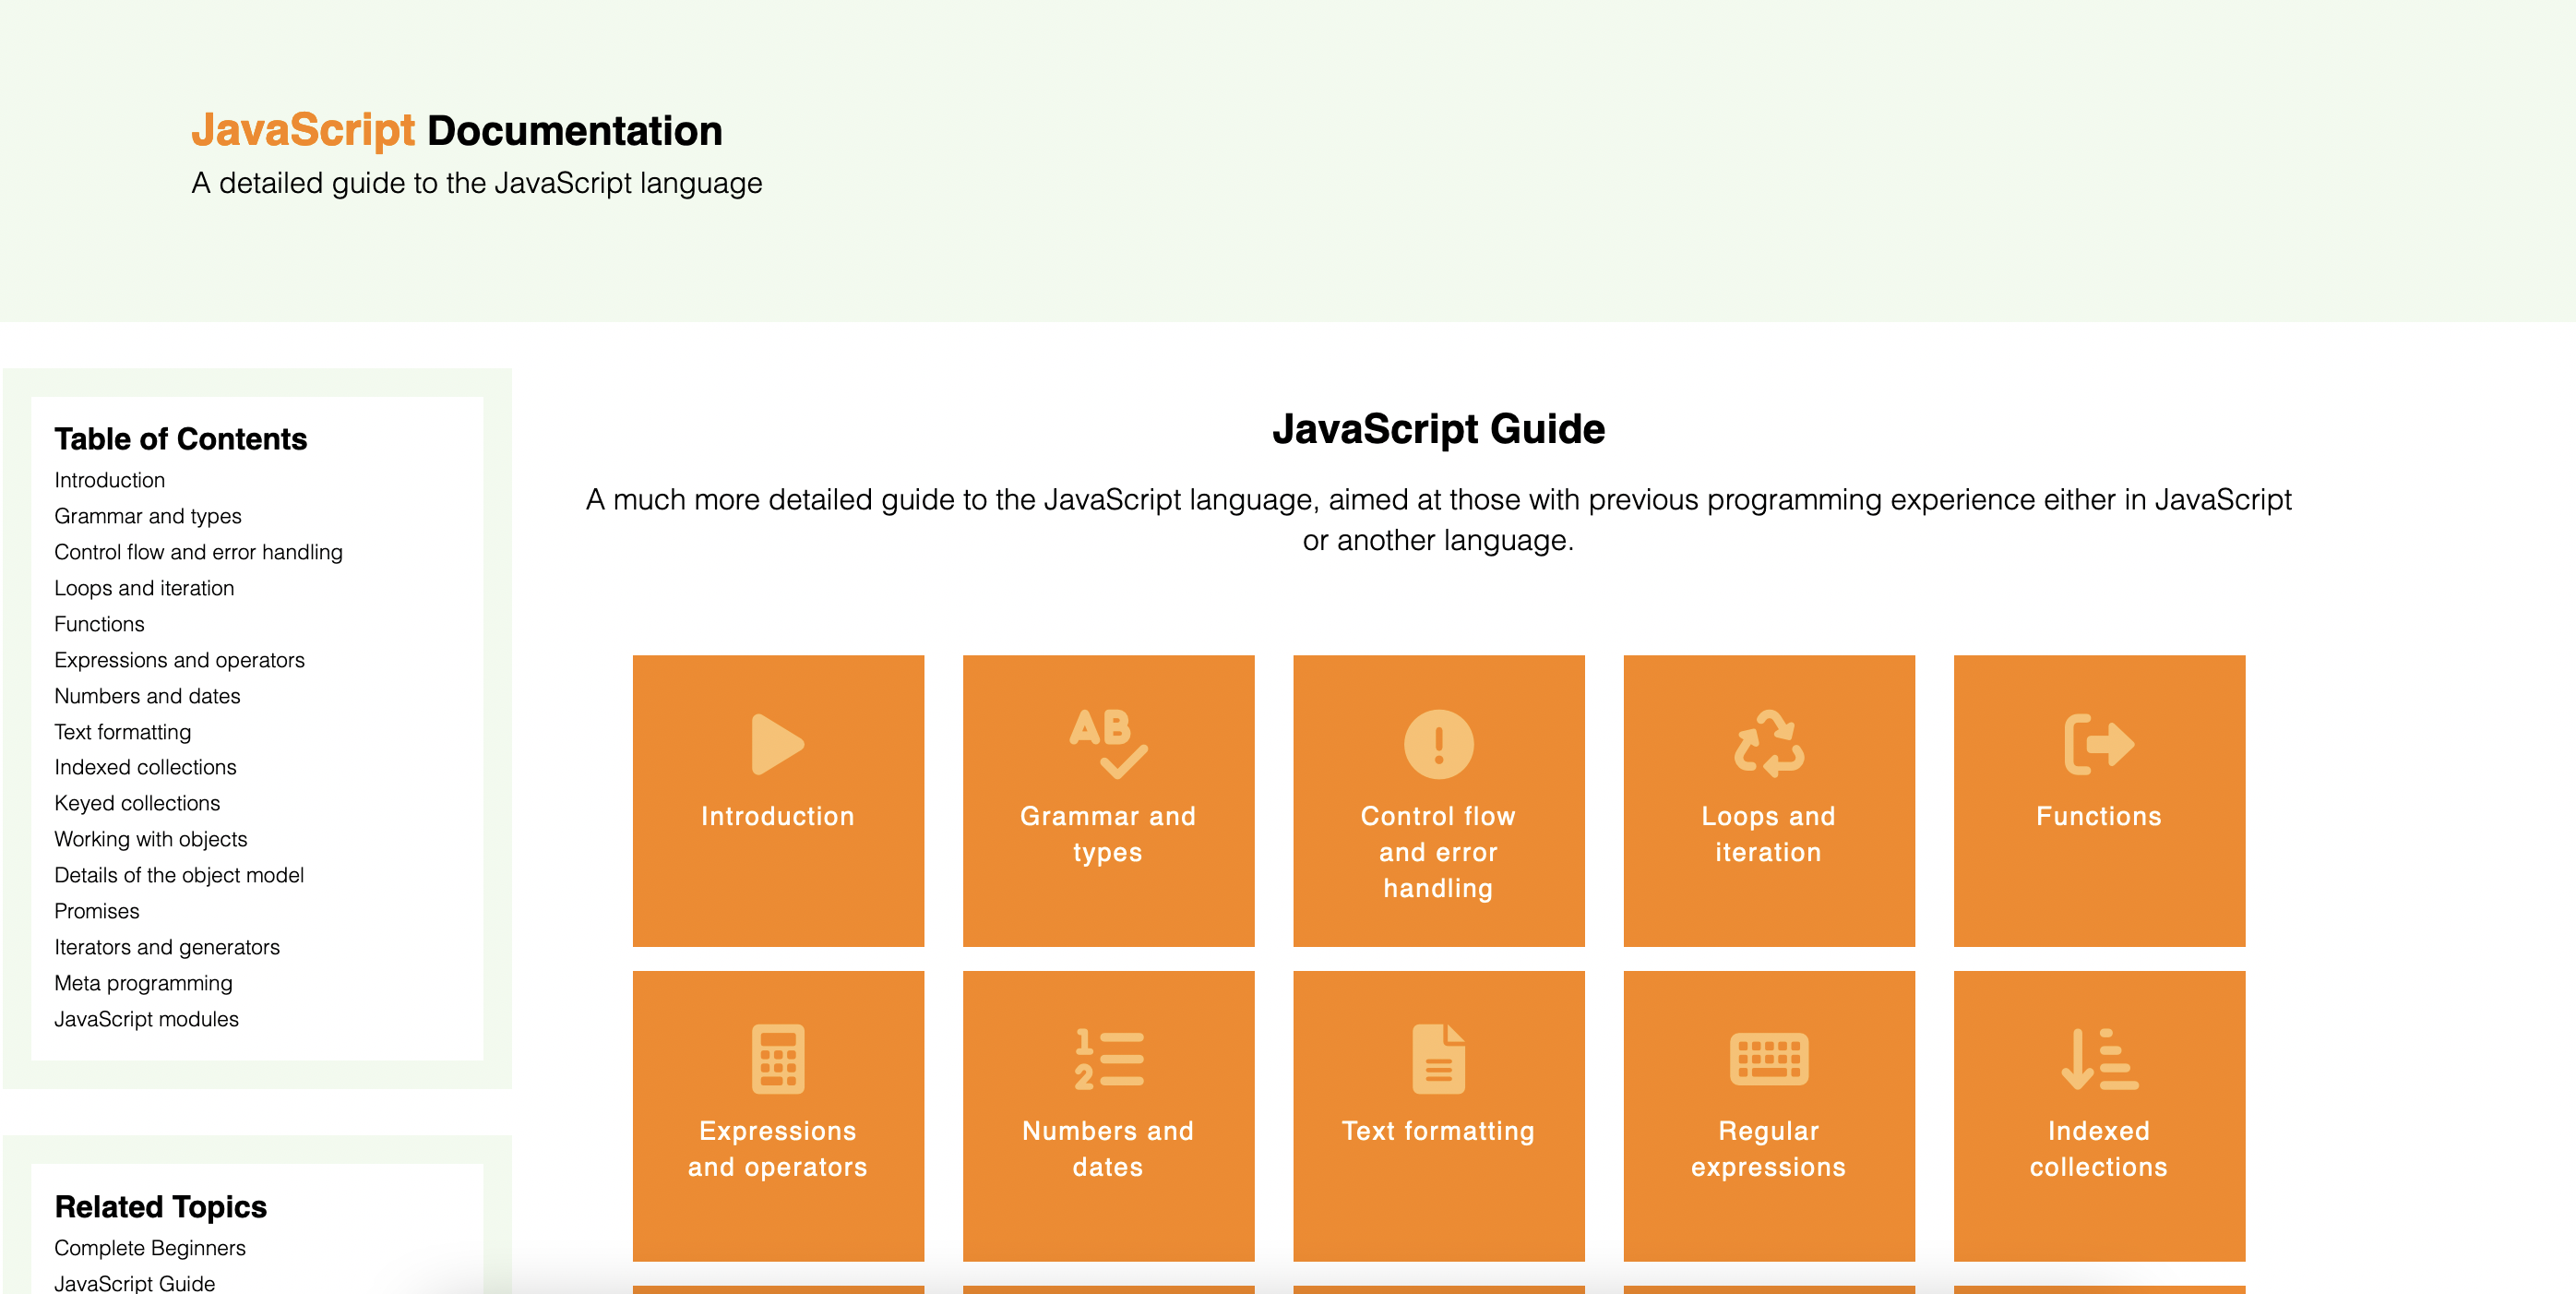 JavaScript Documentation
A detailed guide to the JavaScript language
Table of Contents
Introduction
Grammar and types
Control flow and error handling
Loops and iteration
Functions
Expressions and operators
Numbers and dates
Text formatting
Indexed collections
Keyed collections
Working with objects
Details of the object model
Promises
Iterators and generators
Meta programming
JavaScript modules
Related Topics
Complete Beginners
JavaScript Guide
JavaScript Guide
A much more detailed guide to the JavaScript language, aimed at those with previous programming experience either in JavaScript
or another language.
AB
Introduction
Grammar and
types
Control flow
and error
handling
Loops and
iteration
Functions
1
2
Expressions
and operators
Numbers and
dates
Text formatting
Regular
expressions
Indexed
collections